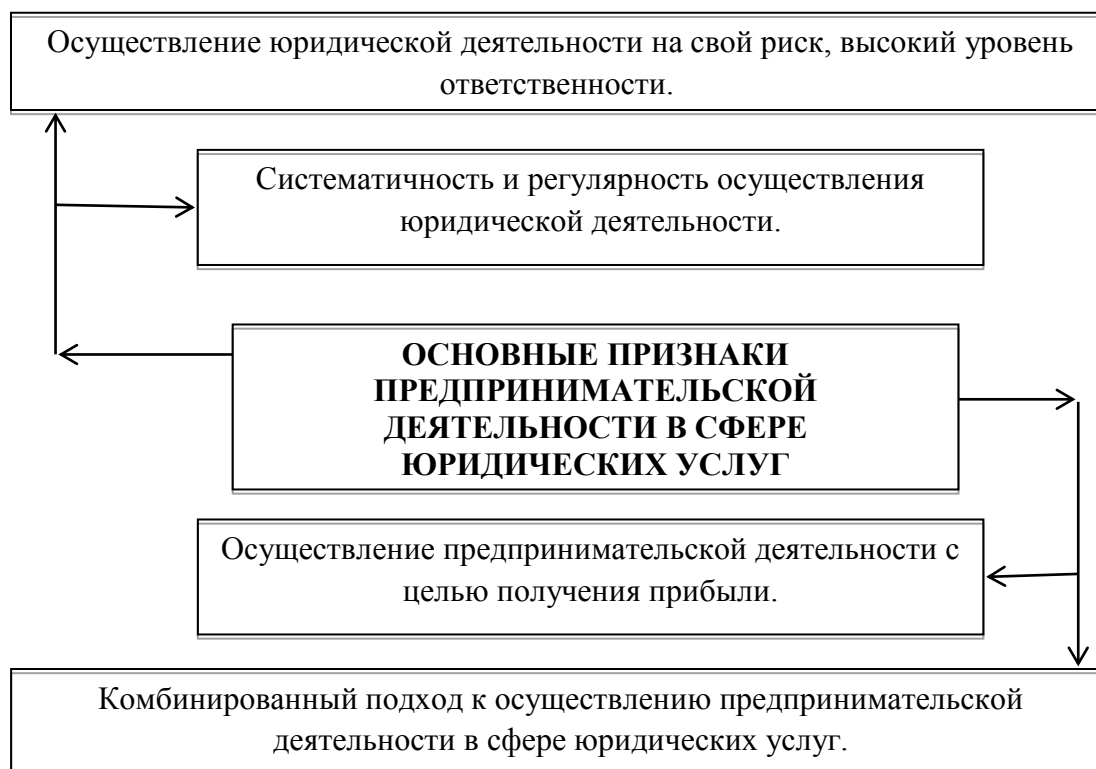 Осуществление юридической деятельности на свой риск, высокий уровень
ответственности.
Систематичность и регулярность осуществления
юридической деятельности.
ОСНОВНЫЕ ПРИЗНАКИ
ПРЕДПРИНИМАТЕЛЬСКОЙ
ДЕЯТЕЛЬНОСТИ В СФЕРЕ
ЮРИДИЧЕСКИХ УСЛУГ
Осуществление предпринимательской деятельности с
целью получения прибыли.
Комбинированный подход к осуществлению предпринимательской
деятельности в сфере юридических услуг.